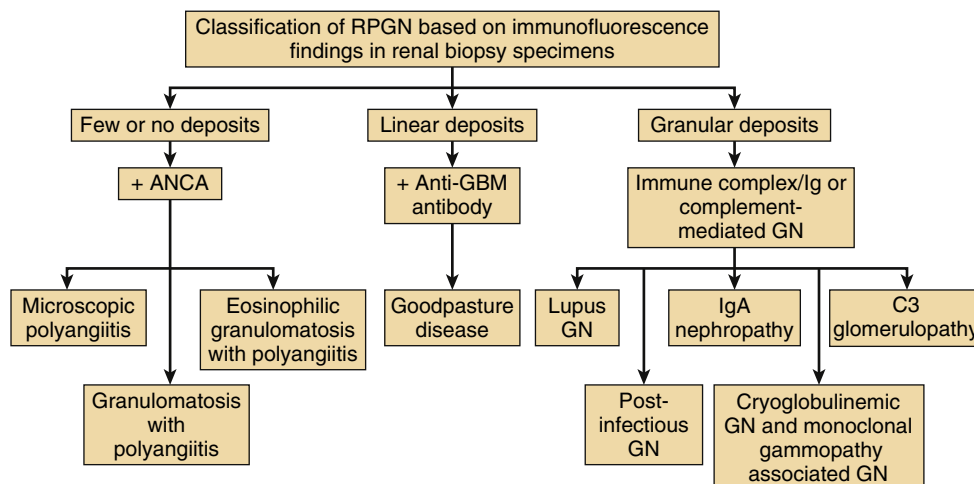 Classification of RPGN based on immunofluorescence
findings in renal biopsy specimens
Few or no deposits
Linear deposits
Granular deposits
+ ANCA
+ Anti-GBM
antibody
Immune complex/Ig or
complement-
mediated GN
Microscopic
polyangiitis
Eosinophilic
granulomatosis
with polyangiitis
Goodpasture
disease
Lupus
GN
IgA
nephropathy
C3
glomerulopathy
Granulomatosis
with
polyangiitis
Post-
infectious
GN
Cryoglobulinemic
GN and monoclonal
gammopathy
associated GN